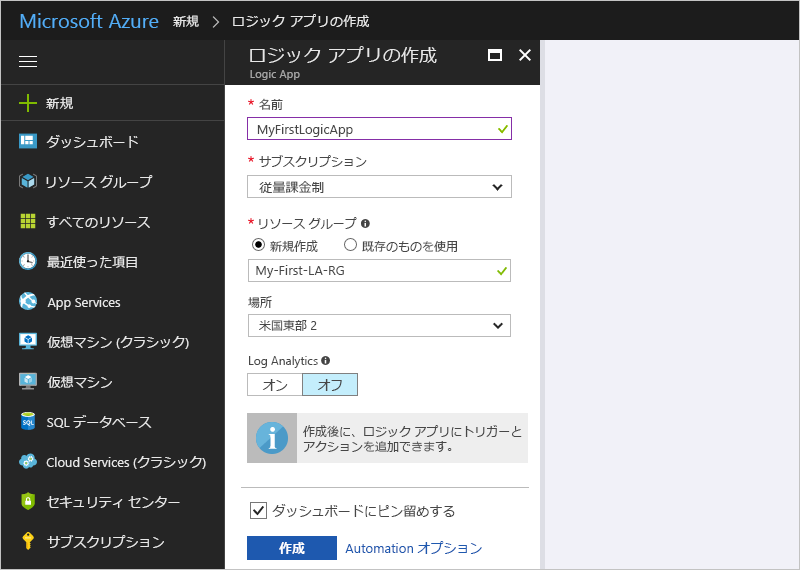 Microsoft Azure 新規 > ロジック アプリの作成
新規
ダッシュボード
リソース グループ
すべてのリソース
最近使った項目
App Services
仮想マシン (クラシック)
仮想マシン
SQL データベース
Cloud Services (クラシック)
セキュリティ センター
サブスクリプション
ロジック アプリの作成
Logic App
* 名前
MyFirstLogicApp
* サブスクリプション
従量課金制
* リソース グループ
新規作成 既存のものを使用
My-First-LA-RG
場所
米国東部 2
Log Analytics
オン オフ
作成後に、ロジック アプリにトリガーと
アクションを追加できます。
ダッシュボードにピン留めする
作成 Automation オプション